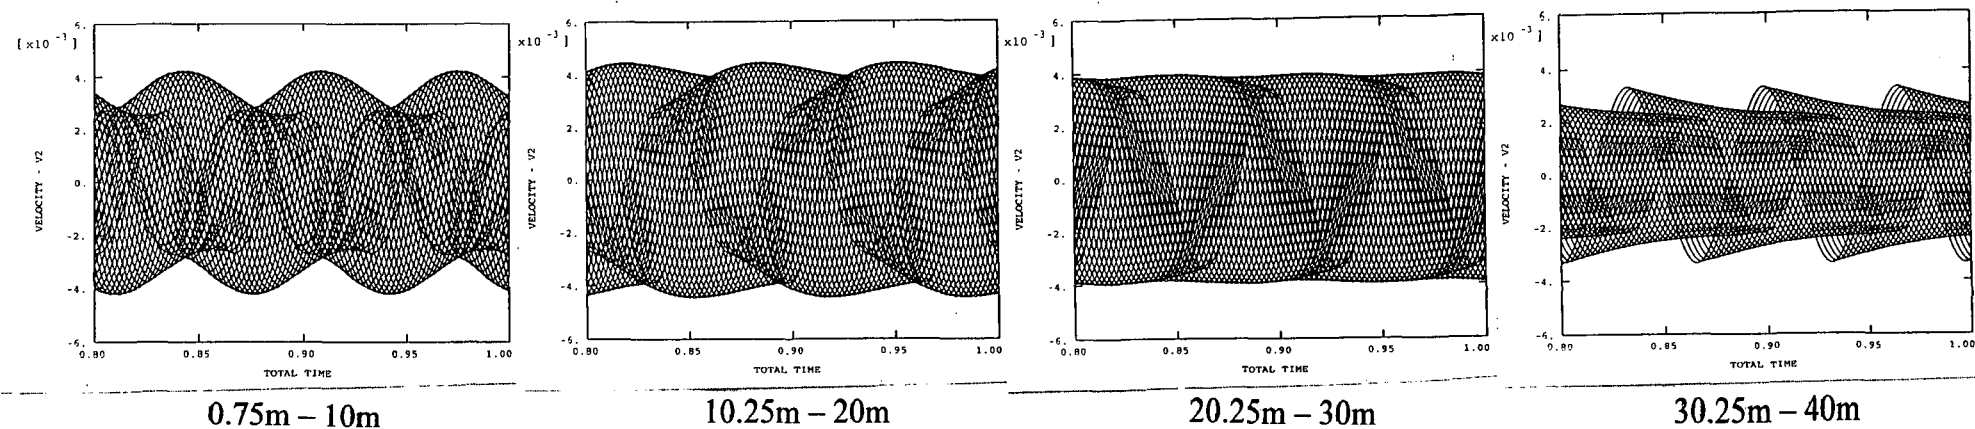 6.
[ x10 -3 ]
4.
2.
0.
-2.
-4.
-6.
VELOCITY - V2
0.80 0.85 0.90 0.95 1.00
TOTAL TIME
0.75m – 10m
6.
x10 -3 ]
4.
2.
0.
-2.
-4.
-6.
VELOCITY - V2
0.80 0.85 0.90 0.95 1.00
TOTAL TIME
10.25m – 20m
6.
x10 -3 ]
4.
2.
0.
-2.
-4.
-6.
VELOCITY - V2
0.80 0.85 0.90 0.95 1.00
TOTAL TIME
20.25m – 30m
6.
x10 -3 ]
4.
2.
0.
-2.
-4.
-6.
VELOCITY - V2
0.80 0.85 0.90 0.95 1.00
TOTAL TIME
30.25m – 40m